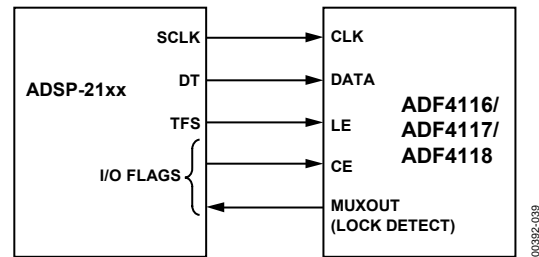 ADSP-21xx
SCLK
DT
TFS
I/O FLAGS
CLK
DATA
LE
CE
MUXOUT
(LOCK DETECT)
ADF4116/
ADF4117/
ADF4118
00392-039